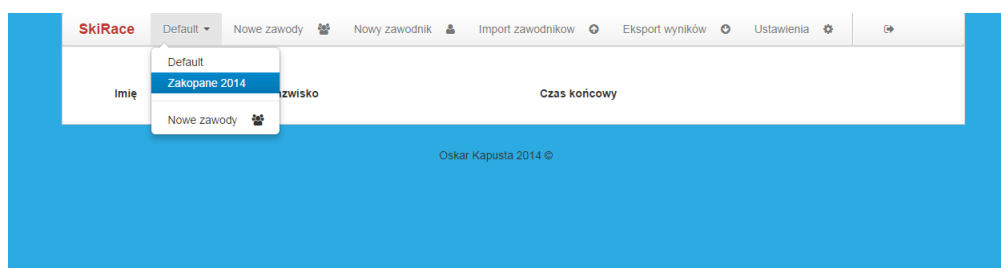 SkiRace Default Nowe zawody Nowy zawodnik Import zawodnikow Eksport wyników Ustawienia
Default
Zakopane 2014
Nowe zawody
Imię Czas końcowy
Oskar Kapusta 2014 ©